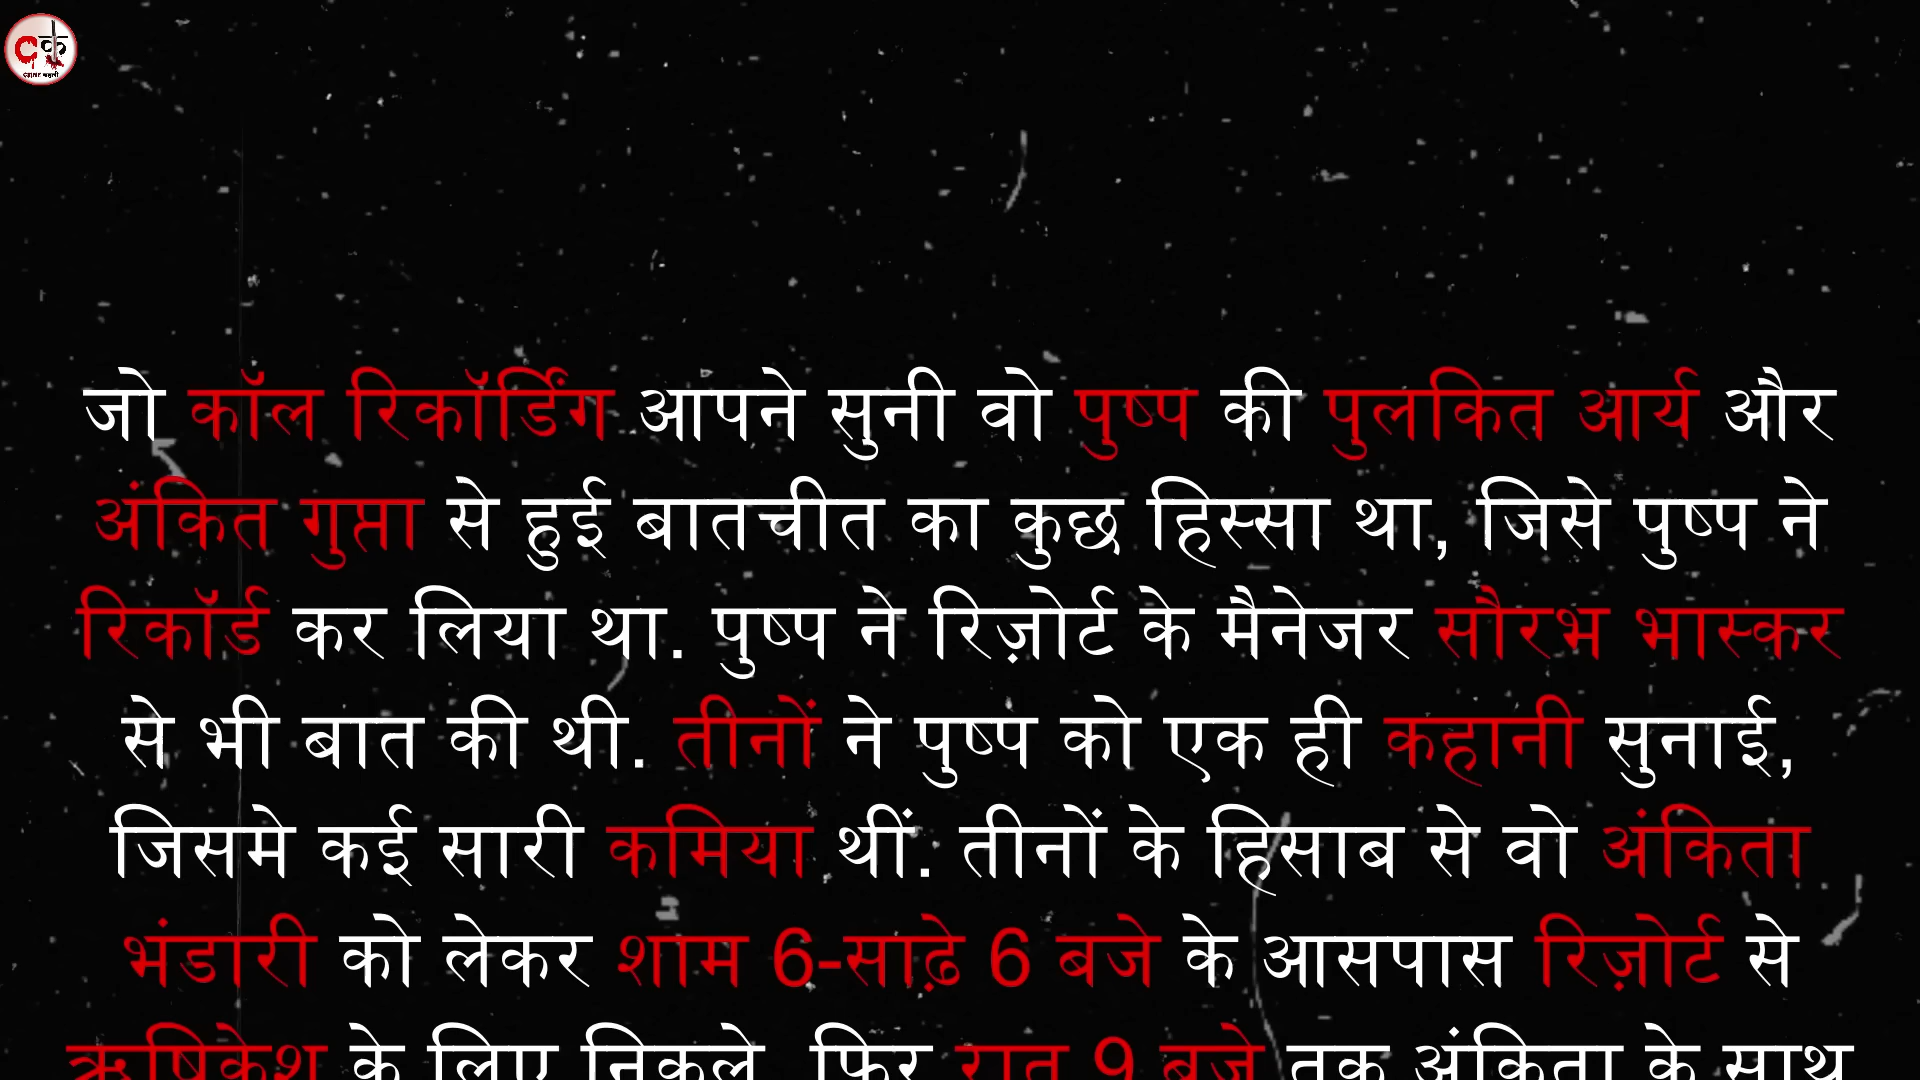 जो कॉल रिकॉर्डिंग आपने सुनी वो पुष्प की पुलकित आर्य और
अंकित गुप्ता से हुई बातचीत का कुछ हिस्सा था, जिसे पुष्प ने
रिकॉर्ड कर लिया था. पुष्प ने रिज़ोर्ट के मैनेजर सौरभ भास्कर
से भी बात की थी. तीनों ने पुष्प को एक ही कहानी सुनाई,
जिसमे कई सारी कमिया थीं. तीनों के हिसाब से वो अंकिता
भंडारी को लेकर शाम 6-साढ़े 6 बजे के आसपास रिज़ोर्ट से
ऋषिकेश के लिए निकले. फिर रात 9 बजे तक अंकिता के साथ